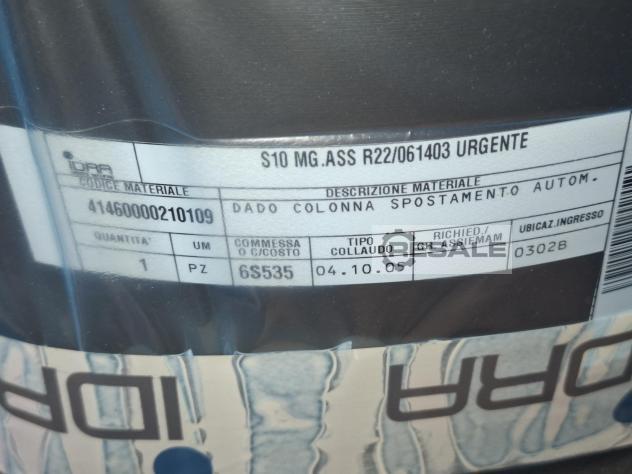 S10 MG.ASS R22/061403 URGENTE
IDRA
CODICE MATERIALE
DESCRIZIONE MATERIALE
41460000210109
DADO COLONNA SPOSTAMENTO AUTOM.
QUANTITA'
UM
COMMESSA
O C/COSTO
TIPO
COLLAUDO
RICHIED./
GR. ASSIEMAM
UBICAZ.INGRESSO
1
PZ
6S535
04.10.05
0302B
RESALE
IDRA
IDRA